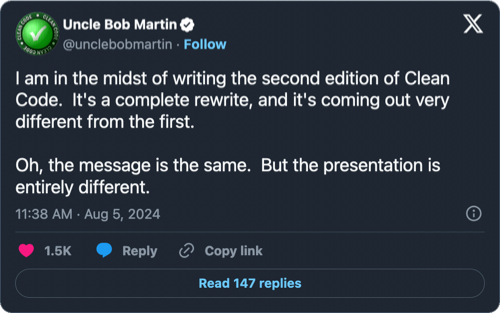 Uncle Bob Martin
@unclebobmartin · Follow
I am in the midst of writing the second edition of Clean
Code.  It's a complete rewrite, and it's coming out very
different from the first.
Oh, the message is the same.  But the presentation is
entirely different.
11:38 AM · Aug 5, 2024
1.5K Reply Copy link
Read 147 replies